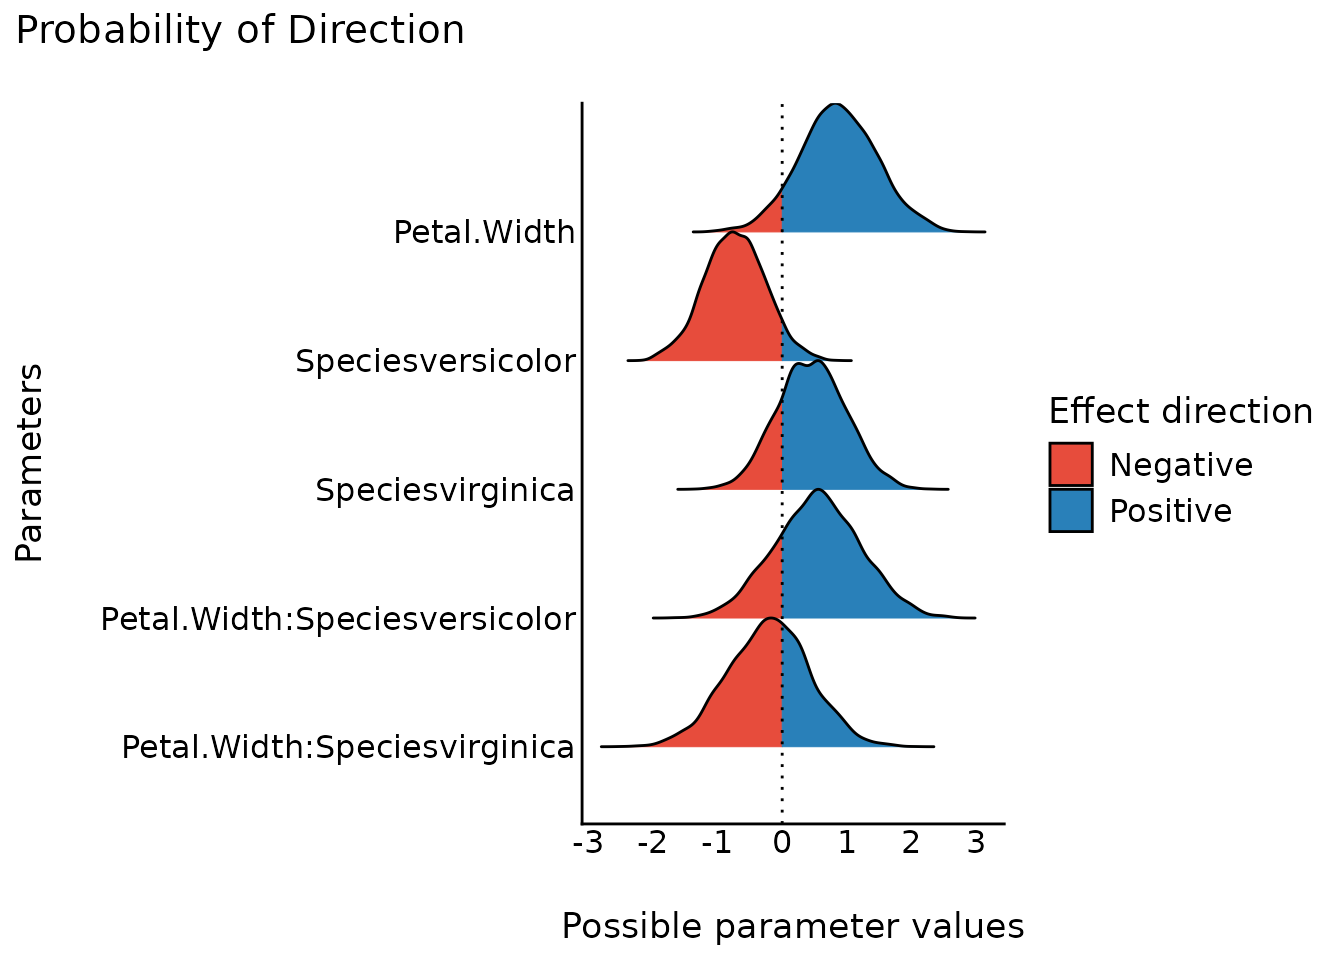 Probability of Direction
Parameters
Petal.Width
Speciesversicolor
Speciesvirginica
Petal.Width:Speciesversicolor
Petal.Width:Speciesvirginica
-3 -2 -1 0 1 2 3
Possible parameter values
Effect direction
Negative
Positive